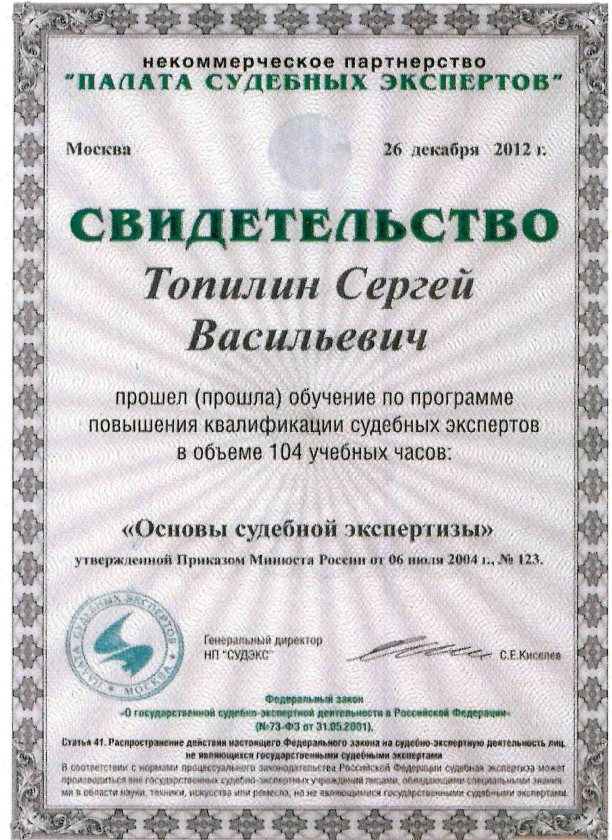 некоммерческое партнерство
"ПАЛАТА СУДЕБНЫХ ЭКСПЕРТОВ"
Москва 26 декабря 2012 г.
СВИДЕТЕЛЬСТВО
Топилин Сергей
Васильевич
прошел (прошла) обучение по программе
повышения квалификации судебных экспертов
в объеме 104 учебных часов:
«Основы судебной экспертизы»
утвержденной Приказом Минюста России от 06 июля 2004 г., № 123.
ПАЛАТА СУДЕБНЫХ ЭКСПЕРТОВ
МОСКВА
Генеральный директор
НП "СУДЭКС" С.Е.Киселев
Федеральный закон
«О государственной судебно-экспертной деятельности в Российской Федерации»
(№73-ФЗ от 31.05.2001).
Статья 41. Распространение действия настоящего Федерального закона на судебно-экспертную деятельность лиц,
не являющихся государственными судебными экспертами
В соответствии с нормами процессуального законодательства Российской Федерации судебная экспертиза может
производиться вне государственных судебно-экспертных учреждений лицами, обладающими специальными знания-
ми в области науки, техники, искусства или ремесла, но не являющимися государственными судебными экспертами.